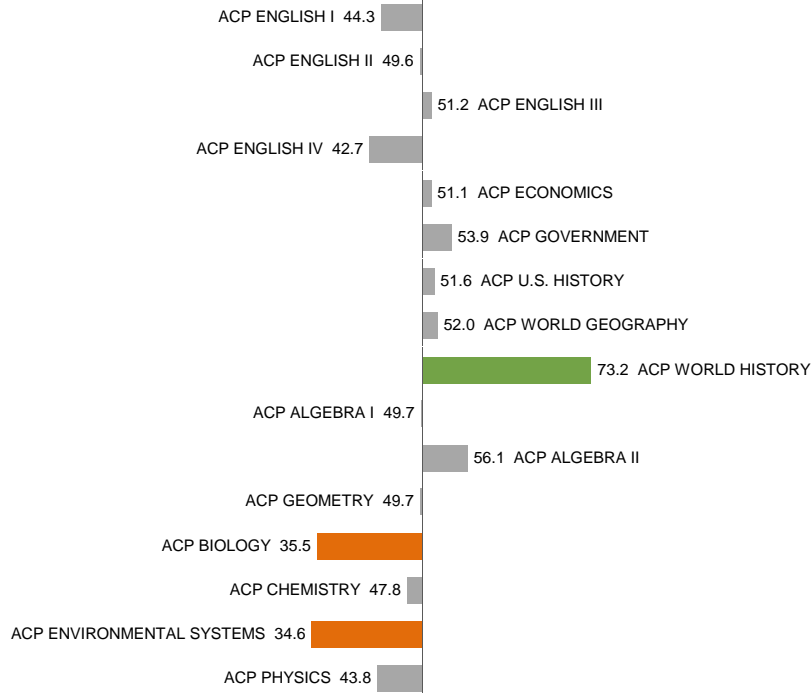 ACP ENGLISH I 44.3
ACP ENGLISH II 49.6
51.2 ACP ENGLISH III
ACP ENGLISH IV 42.7
51.1 ACP ECONOMICS
53.9 ACP GOVERNMENT
51.6 ACP U.S. HISTORY
52.0 ACP WORLD GEOGRAPHY
73.2 ACP WORLD HISTORY
ACP ALGEBRA I 49.7
56.1 ACP ALGEBRA II
ACP GEOMETRY 49.7
ACP BIOLOGY 35.5
ACP CHEMISTRY 47.8
ACP ENVIRONMENTAL SYSTEMS 34.6
ACP PHYSICS 43.8